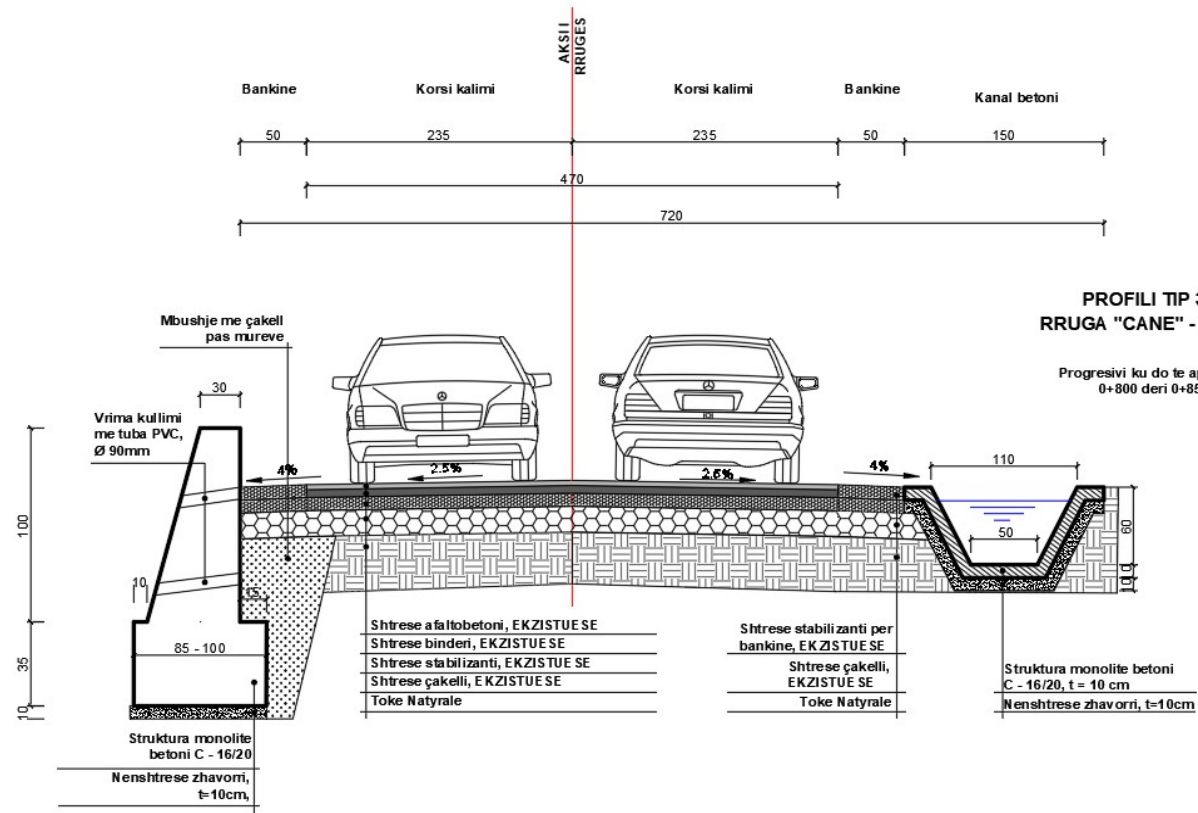 AKSI I
RRUGES
Bankine
Korsi kalimi
Korsi kalimi
Bankine
Kanal betoni
50
235
235
50
150
470
720
PROFILI TIP
RRUGA "CANE" -
Progresivi ku do te
0+800 deri
Mbushje me çakell
pas mureve
Vrima kullimi
me tuba PVC,
Ø 90mm
30
4%
2.5%
2.5%
4%
110
50
60
10
10
100
10
15
85 - 100
35
10
Shtrese afaltobetoni, EKZISTUESE
Shtrese binderi, EKZISTUESE
Shtrese stabilizanti, EKZISTUESE
Shtrese çakelli, EKZISTUESE
Toke Natyrale
Shtrese stabilizanti per
bankine, EKZISTUESE
Shtrese çakelli,
EKZISTUESE
Toke Natyrale
Struktura monolite betoni
C - 16/20, t = 10 cm
Nenshtrese zhavorri, t=10cm
Struktura monolite
betoni C - 16/20
Nenshtrese zhavorri,
t=10cm,